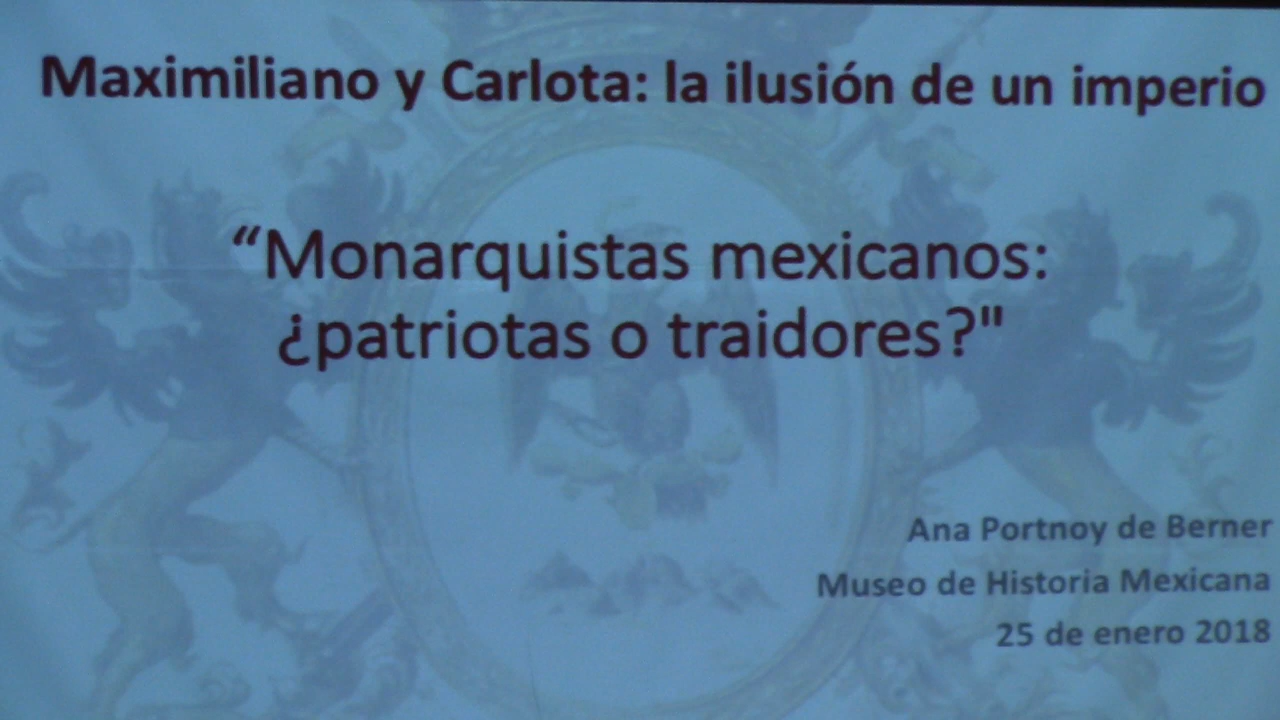 Maximiliano y Carlota: la ilusión de un imperio
“Monarquistas mexicanos:
¿patriotas o traidores?"
Ana Portnoy de Berner
Museo de Historia Mexicana
25 de enero 2018